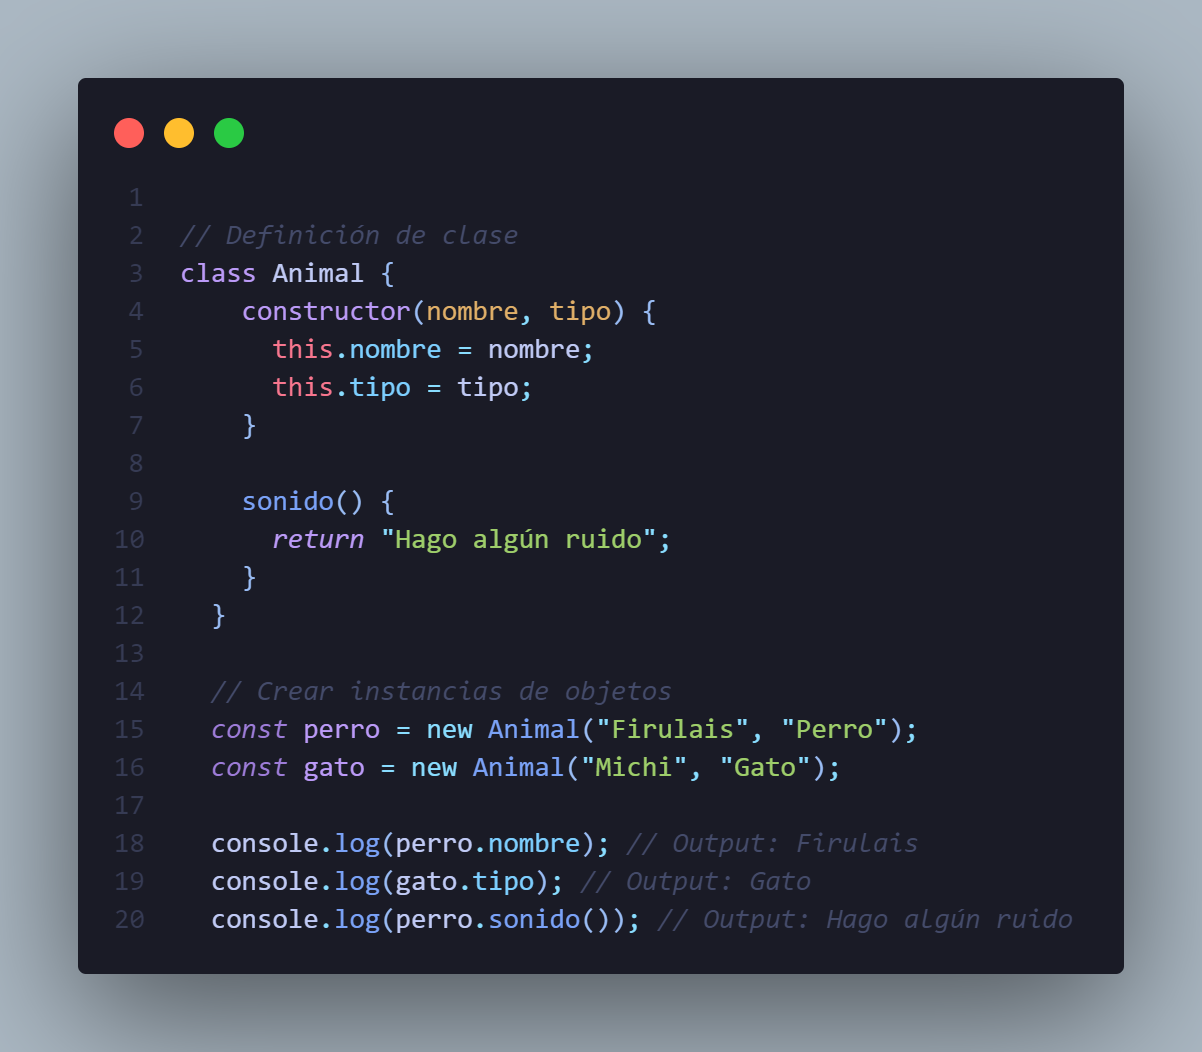 1
2 // Definición de clase
3 class Animal {
4     constructor(nombre, tipo) {
5       this.nombre = nombre;
6       this.tipo = tipo;
7     }
8
9     sonido() {
10       return "Hago algún ruido";
11     }
12   }
13
14   // Crear instancias de objetos
15   const perro = new Animal("Firulais", "Perro");
16   const gato = new Animal("Michi", "Gato");
17
18   console.log(perro.nombre); // Output: Firulais
19   console.log(gato.tipo); // Output: Gato
20   console.log(perro.sonido()); // Output: Hago algún ruido